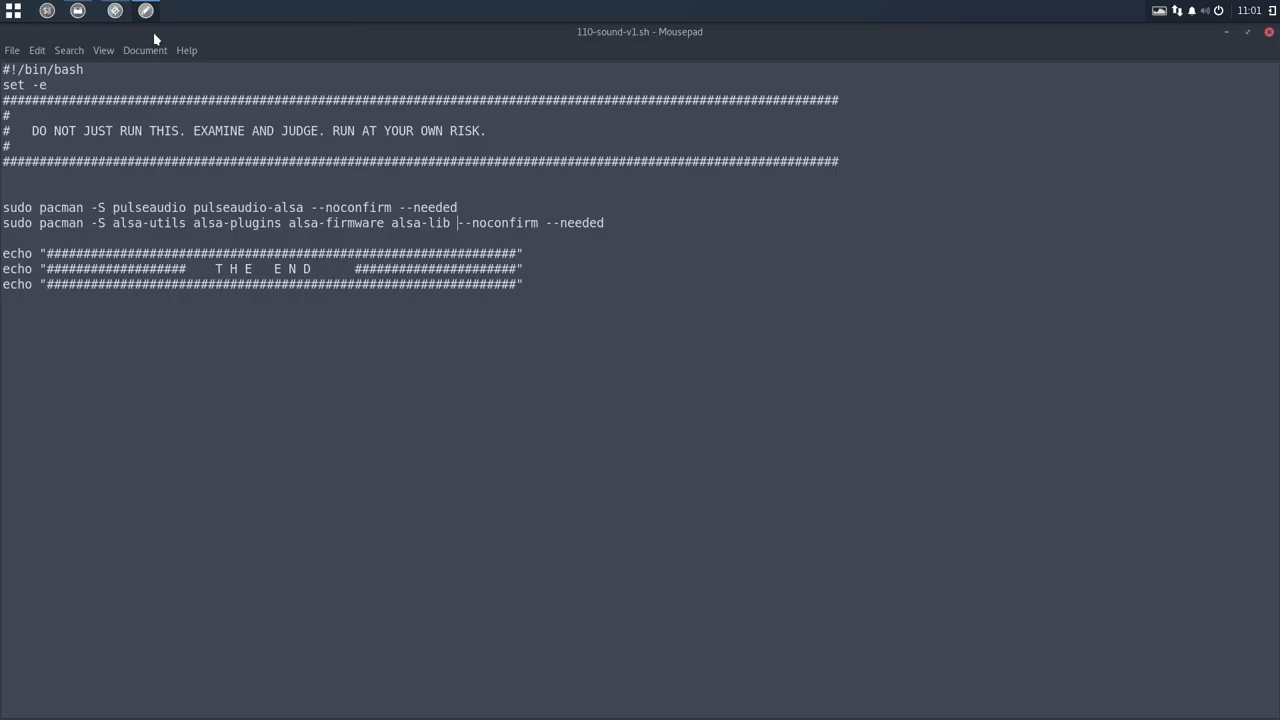 11:01
110-sound-v1.sh - Mousepad
File Edit Search View Document Help
#!/bin/bash
set -e
##################################################################################################################
#
#   DO NOT JUST RUN THIS. EXAMINE AND JUDGE. RUN AT YOUR OWN RISK.
#
##################################################################################################################
sudo pacman -S pulseaudio pulseaudio-alsa --noconfirm --needed
sudo pacman -S alsa-utils alsa-plugins alsa-firmware alsa-lib --noconfirm --needed
echo "################################################################"
echo "###################    T H E   E N D      ######################"
echo "################################################################"